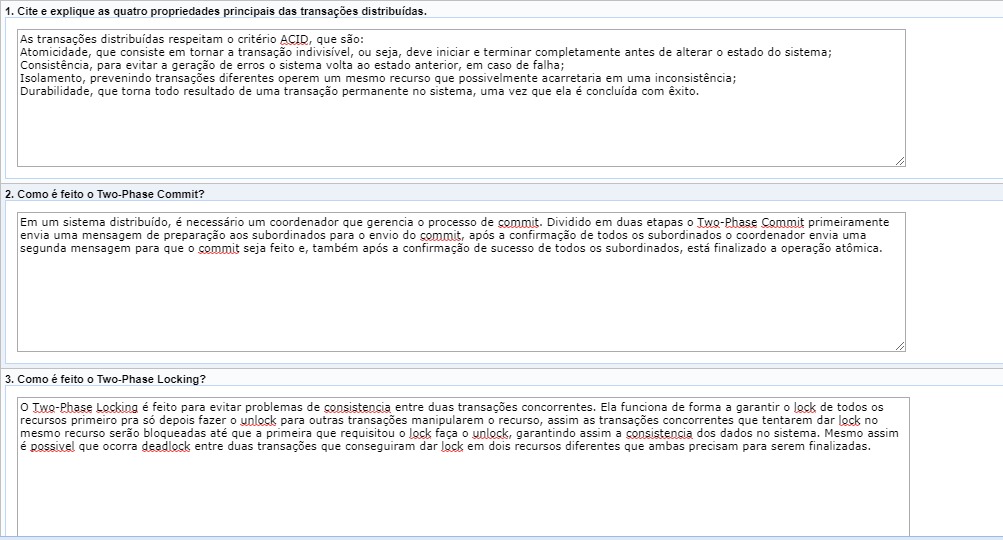 1. Cite e explique as quatro propriedades principais das transações distribuídas.
As transações distribuídas respeitam o critério ACID, que são:
Atomicidade, que consiste em tornar a transação indivisível, ou seja, deve iniciar e terminar completamente antes de alterar o estado do sistema;
Consistência, para evitar a geração de erros o sistema volta ao estado anterior, em caso de falha;
Isolamento, prevenindo transações diferentes operem um mesmo recurso que possivelmente acarretaria em uma inconsistência;
Durabilidade, que torna todo resultado de uma transação permanente no sistema, uma vez que ela é concluída com êxito.
2. Como é feito o Two-Phase Commit?
Em um sistema distribuído, é necessário um coordenador que gerencia o processo de commit. Dividido em duas etapas o Two-Phase Commit primeiramente
envia uma mensagem de preparação aos subordinados para o envio do commit, após a confirmação de todos os subordinados o coordenador envia uma
segunda mensagem para que o commit seja feito e, também após a confirmação de sucesso de todos os subordinados, está finalizado a operação atômica.
3. Como é feito o Two-Phase Locking?
O Two-Phase Locking é feito para evitar problemas de consistencia entre duas transações concorrentes. Ela funciona de forma a garantir o lock de todos os
recursos primeiro pra só depois fazer o unlock para outras transações manipularem o recurso, assim as transações concorrentes que tentarem dar lock no
mesmo recurso serão bloqueadas até que a primeira que requisitou o lock faça o unlock, garantindo assim a consistencia dos dados no sistema. Mesmo assim
é possivel que ocorra deadlock entre duas transações que conseguiram dar lock em dois recursos diferentes que ambas precisam para serem finalizadas.